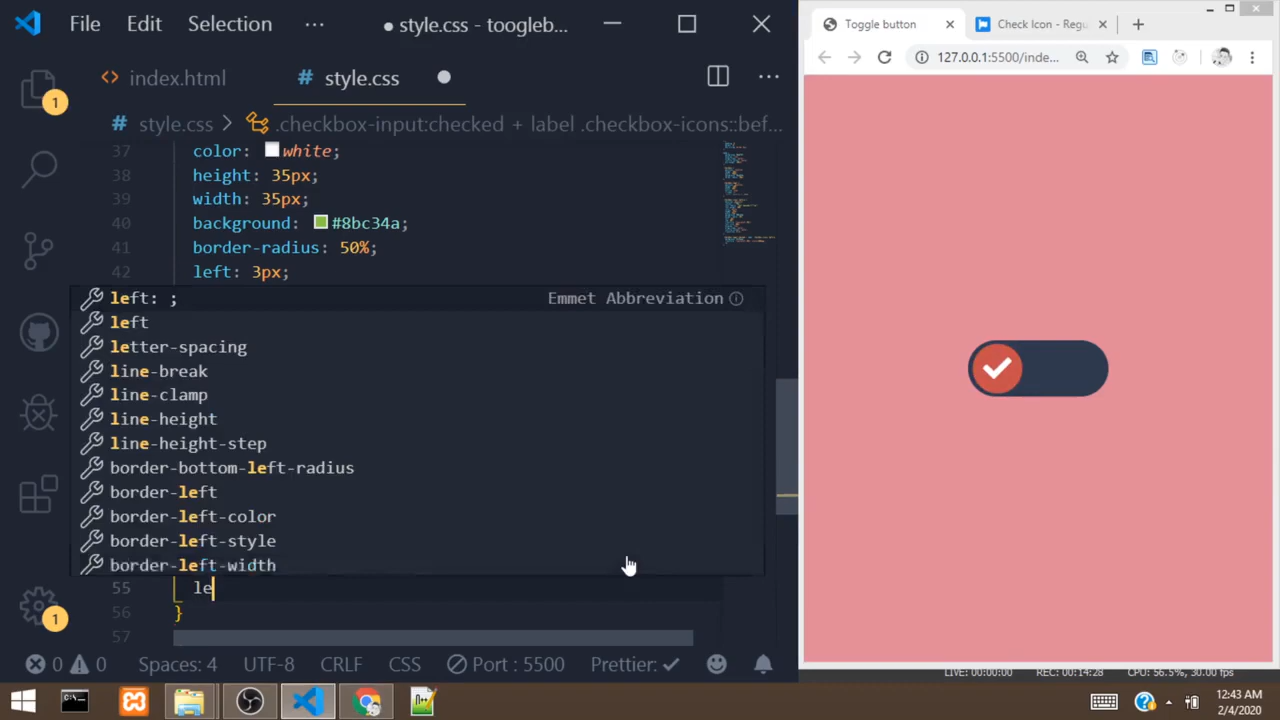 File Edit Selection ··· ● style.css - toogleb...
index.html # style.css
# style.css > .checkbox-input:checked + label .checkbox-icons::bef...
37 color: white;
38 height: 35px;
39 width: 35px;
40 background: #8bc34a;
41 border-radius: 50%;
42 left: 3px;
left: ; Emmet Abbreviation
left
letter-spacing
line-break
line-clamp
line-height
line-height-step
border-bottom-left-radius
border-left
border-left-color
border-left-style
border-left-width
55 le
56 }
57
1
1
0 0 Spaces: 4 UTF-8 CRLF CSS Port : 5500 Prettier: ✓
Toggle button
Check Icon - Regu
127.0.0.1:5500/inde...
LIVE: 00:00:00 REC: 00:14:28 CPU: 56.5%, 30.00 fps
12:43 AM
2/4/2020